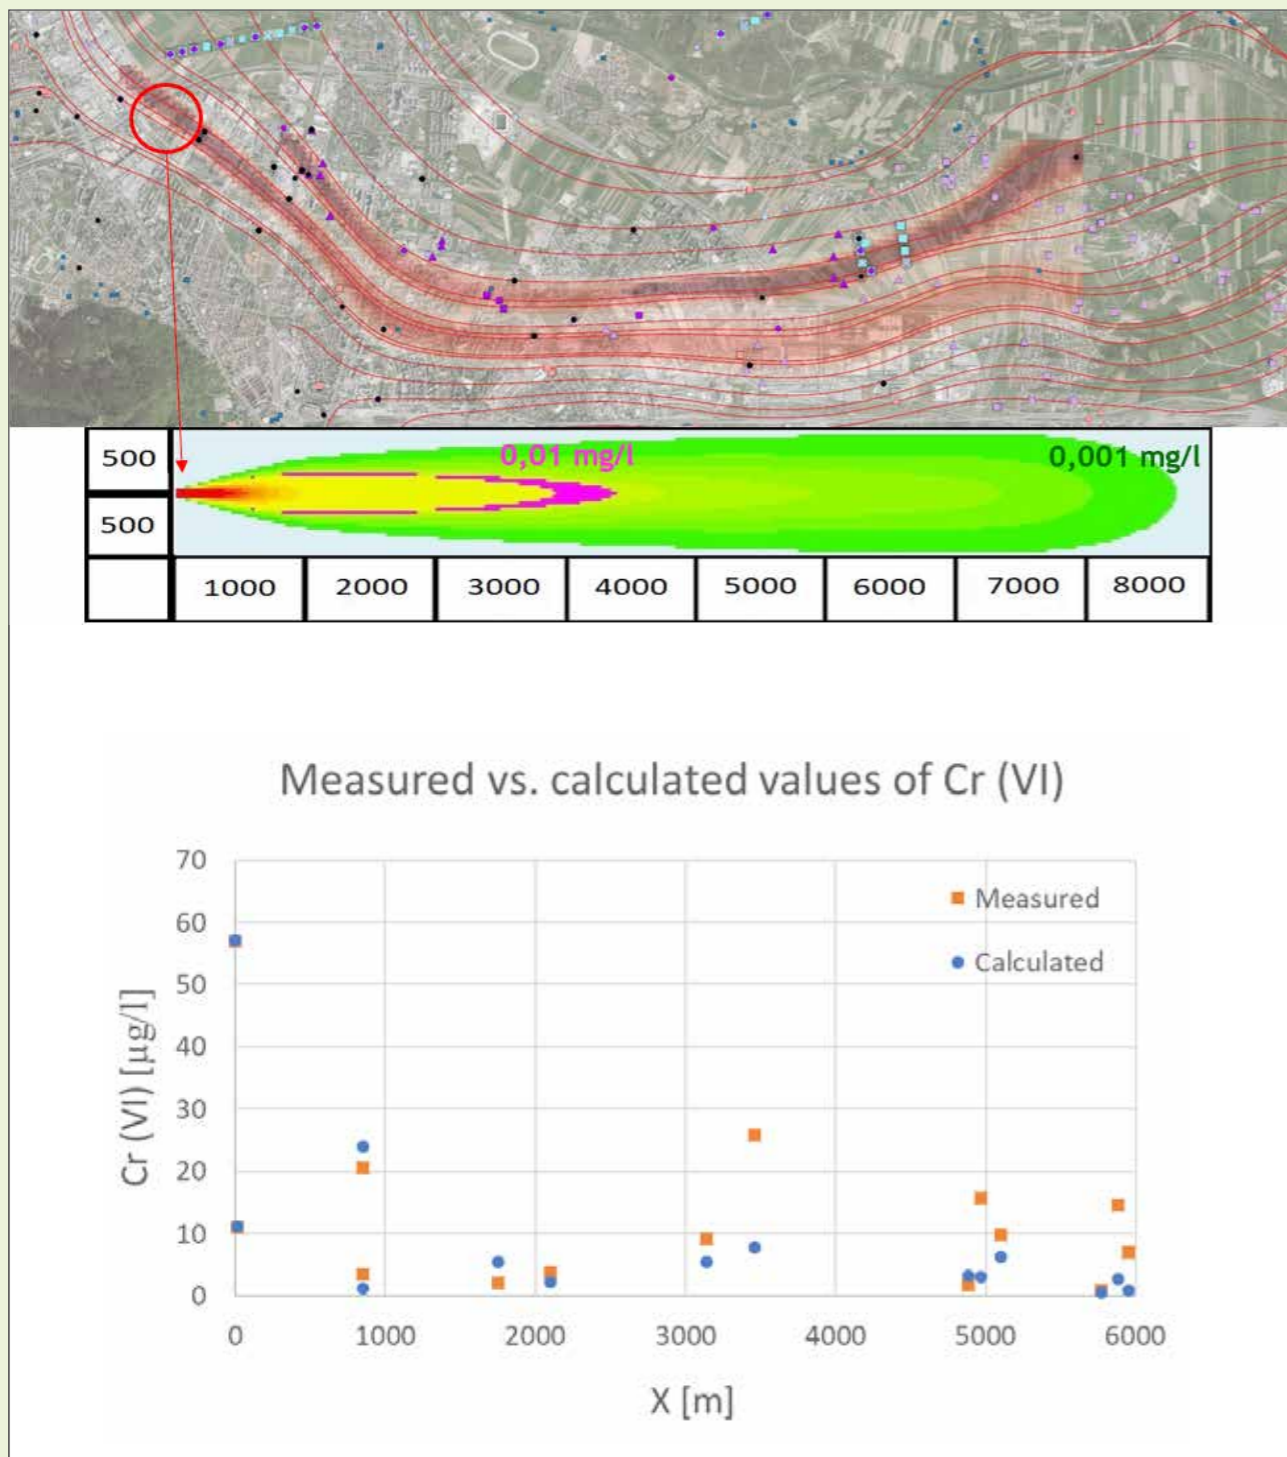 500
0,01 mg/l
0,001 mg/l
500
1000 2000 3000 4000 5000 6000 7000 8000
Measured vs. calculated values of Cr (VI)
70
60
50
40
30
20
10
0
Cr (VI) [µg/l]
Measured
Calculated
0 1000 2000 3000 4000 5000 6000
X [m]